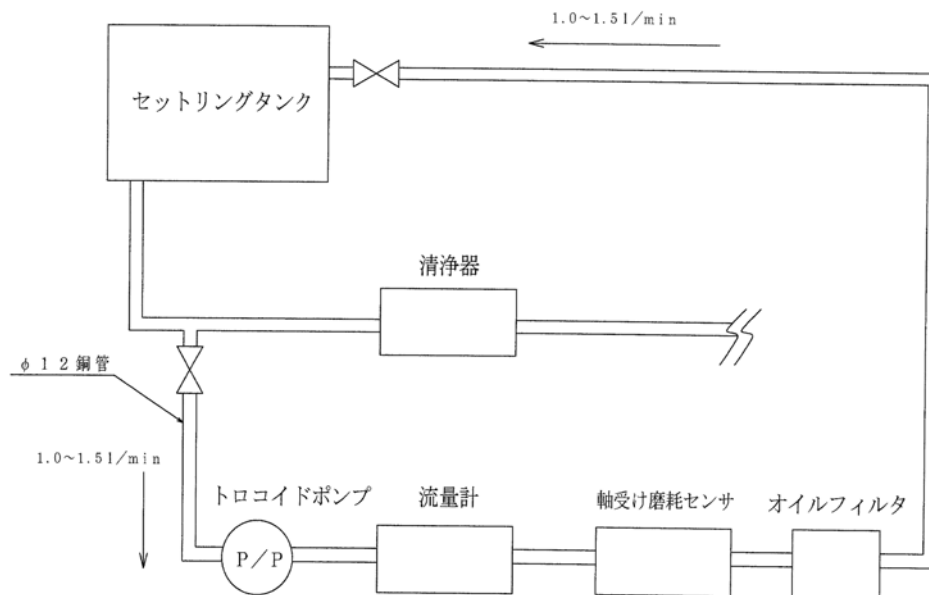 1.0~1.5l/min
セットリングタンク
清浄器
φ１２銅管
1.0~1.5l/min
トロコイドポンプ
流量計
軸受け磨耗センサ
オイルフィルタ
P／P